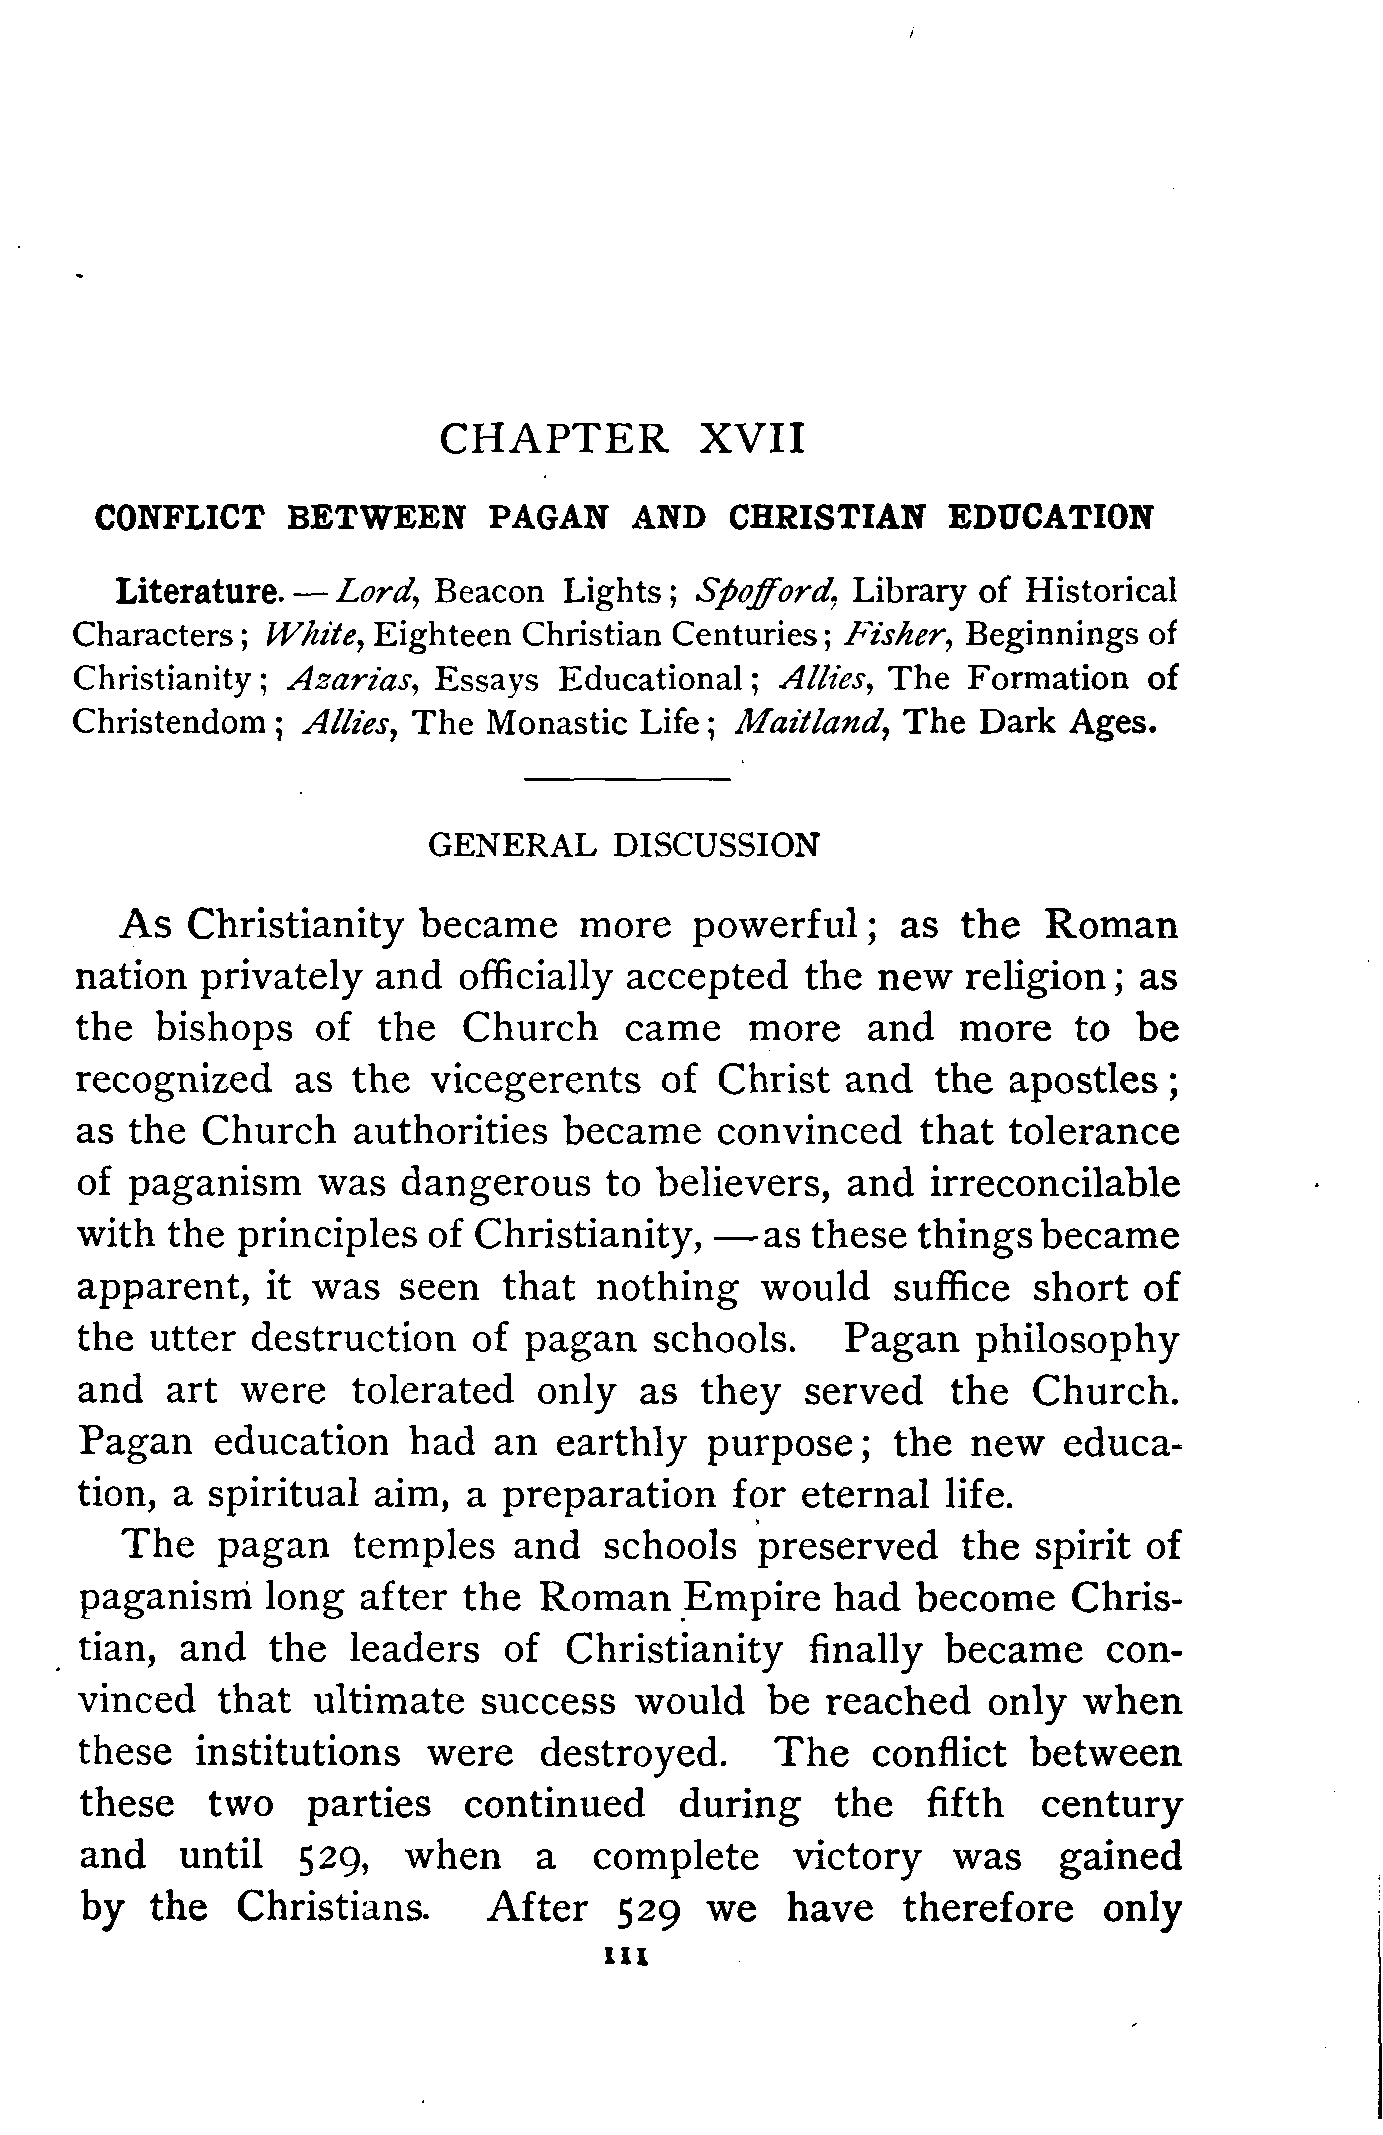 CHAPTER XVII
CONFLICT BETWEEN PAGAN AND CHRISTIAN EDUCATION
Literature. — Lord, Beacon Lights; Spofford, Library of Historical
Characters; White, Eighteen Christian Centuries; Fisher, Beginnings of
Christianity; Azarias, Essays Educational; Allies, The Formation of
Christendom; Allies, The Monastic Life; Maitland, The Dark Ages.
GENERAL DISCUSSION
As Christianity became more powerful; as the Roman
nation privately and officially accepted the new religion; as
the bishops of the Church came more and more to be
recognized as the vicegerents of Christ and the apostles;
as the Church authorities became convinced that tolerance
of paganism was dangerous to believers, and irreconcilable
with the principles of Christianity, — as these things became
apparent, it was seen that nothing would suffice short of
the utter destruction of pagan schools. Pagan philosophy
and art were tolerated only as they served the Church.
Pagan education had an earthly purpose; the new educa-
tion, a spiritual aim, a preparation for eternal life.
The pagan temples and schools preserved the spirit of
paganism long after the Roman Empire had become Chris-
tian, and the leaders of Christianity finally became con-
vinced that ultimate success would be reached only when
these institutions were destroyed. The conflict between
these two parties continued during the fifth century
and until 529, when a complete victory was gained
by the Christians. After 529 we have therefore only
111